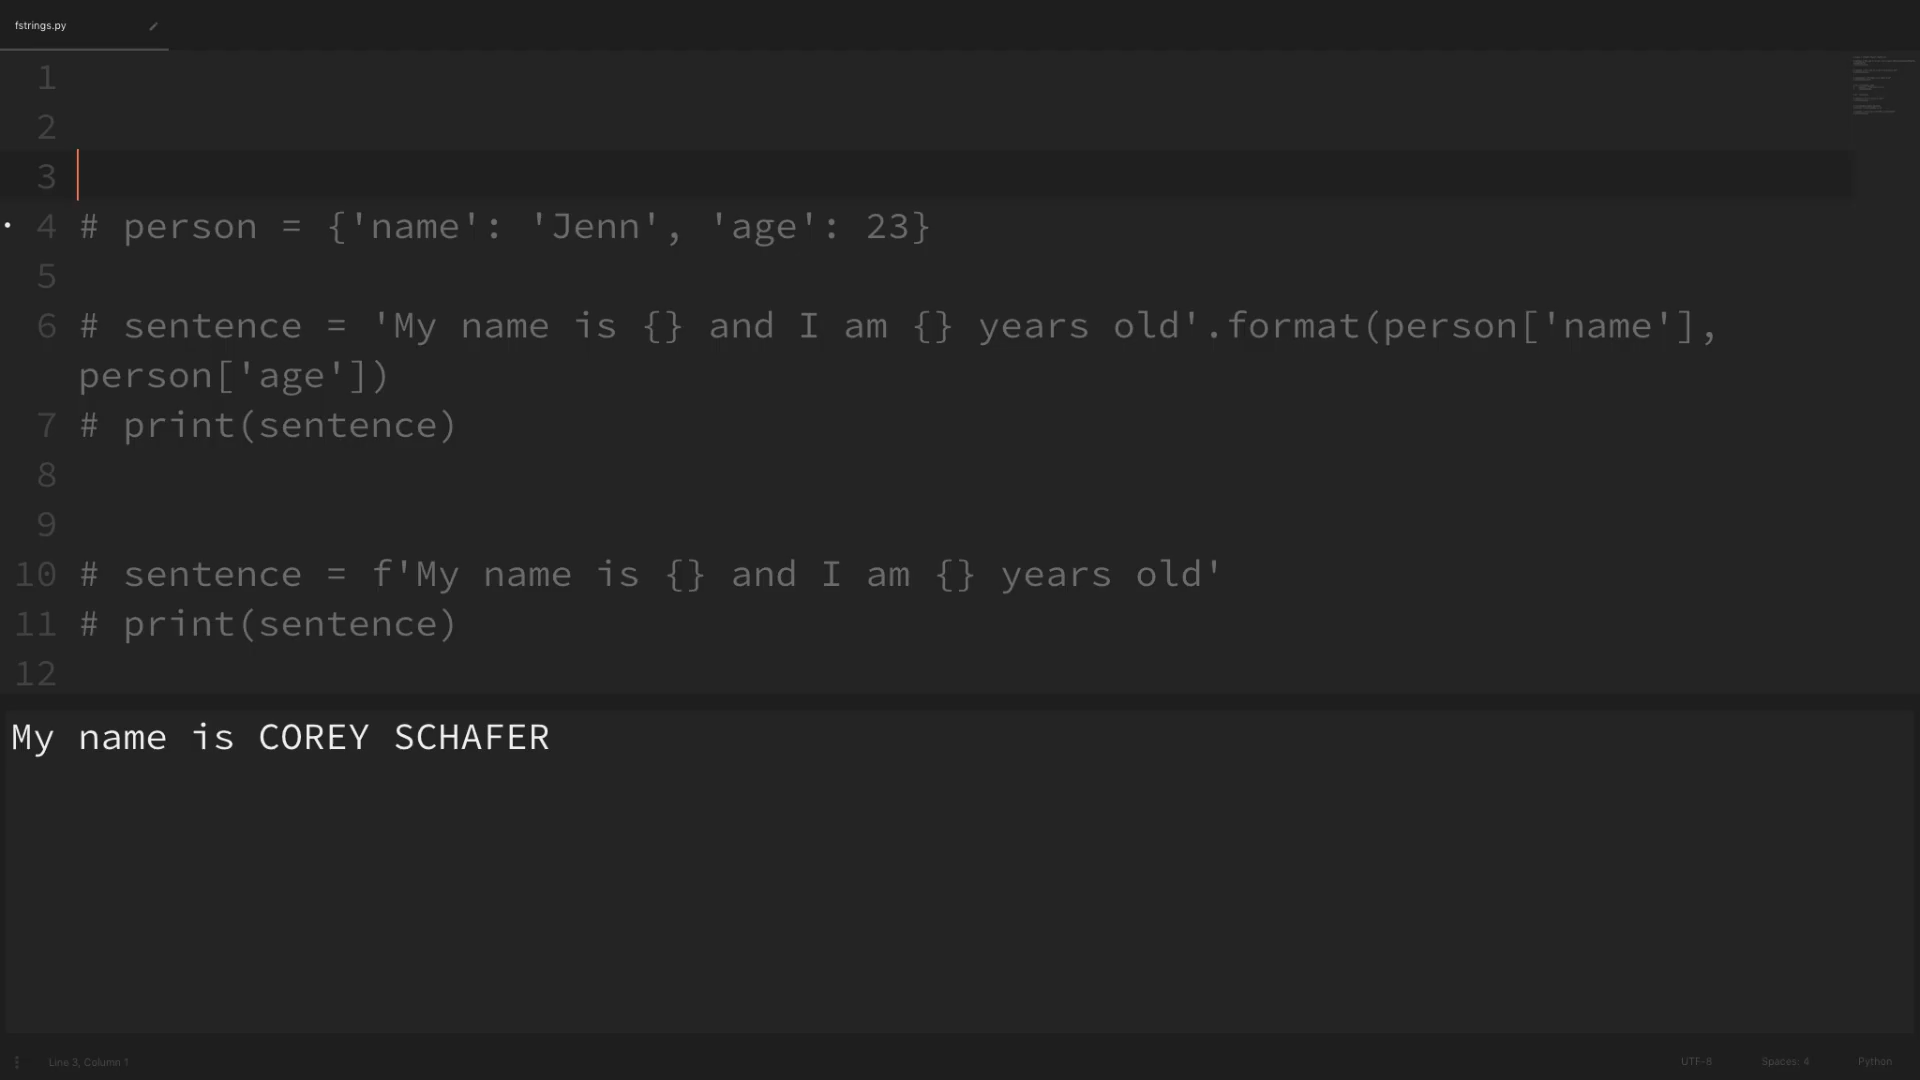 fstrings.py
1
2
3
4 # person = {'name': 'Jenn', 'age': 23}
5
6 # sentence = 'My name is {} and I am {} years old'.format(person['name'],
person['age'])
7 # print(sentence)
8
9
10 # sentence = f'My name is {} and I am {} years old'
11 # print(sentence)
12
My name is COREY SCHAFER
Line 3, Column 1
UTF-8 Spaces: 4 Python